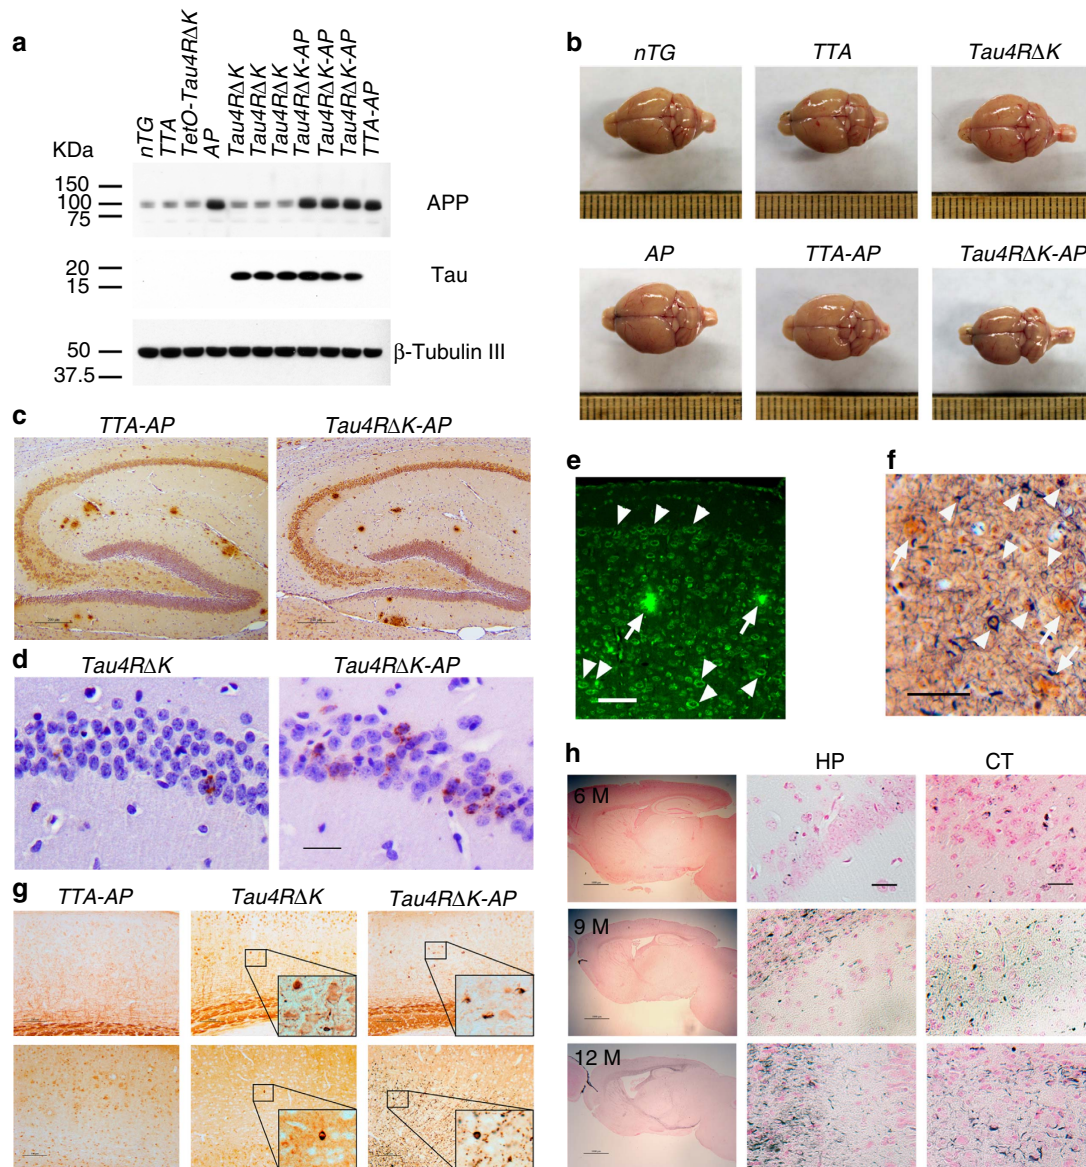 a
nTG
TTA
TetO-Tau4RΔK
AP
Tau4RΔK
Tau4RΔK
Tau4RΔK
Tau4RΔK-AP
Tau4RΔK-AP
Tau4RΔK-AP
TTA-AP
KDa
150
100
75
APP
20
15
Tau
50
37.5
β-Tubulin III
b
nTG TTA Tau4RΔK
AP TTA-AP Tau4RΔK-AP
c
TTA-AP Tau4RΔK-AP
d
Tau4RΔK Tau4RΔK-AP
e
f
g
TTA-AP Tau4RΔK Tau4RΔK-AP
h
HP CT
6 M
9 M
12 M